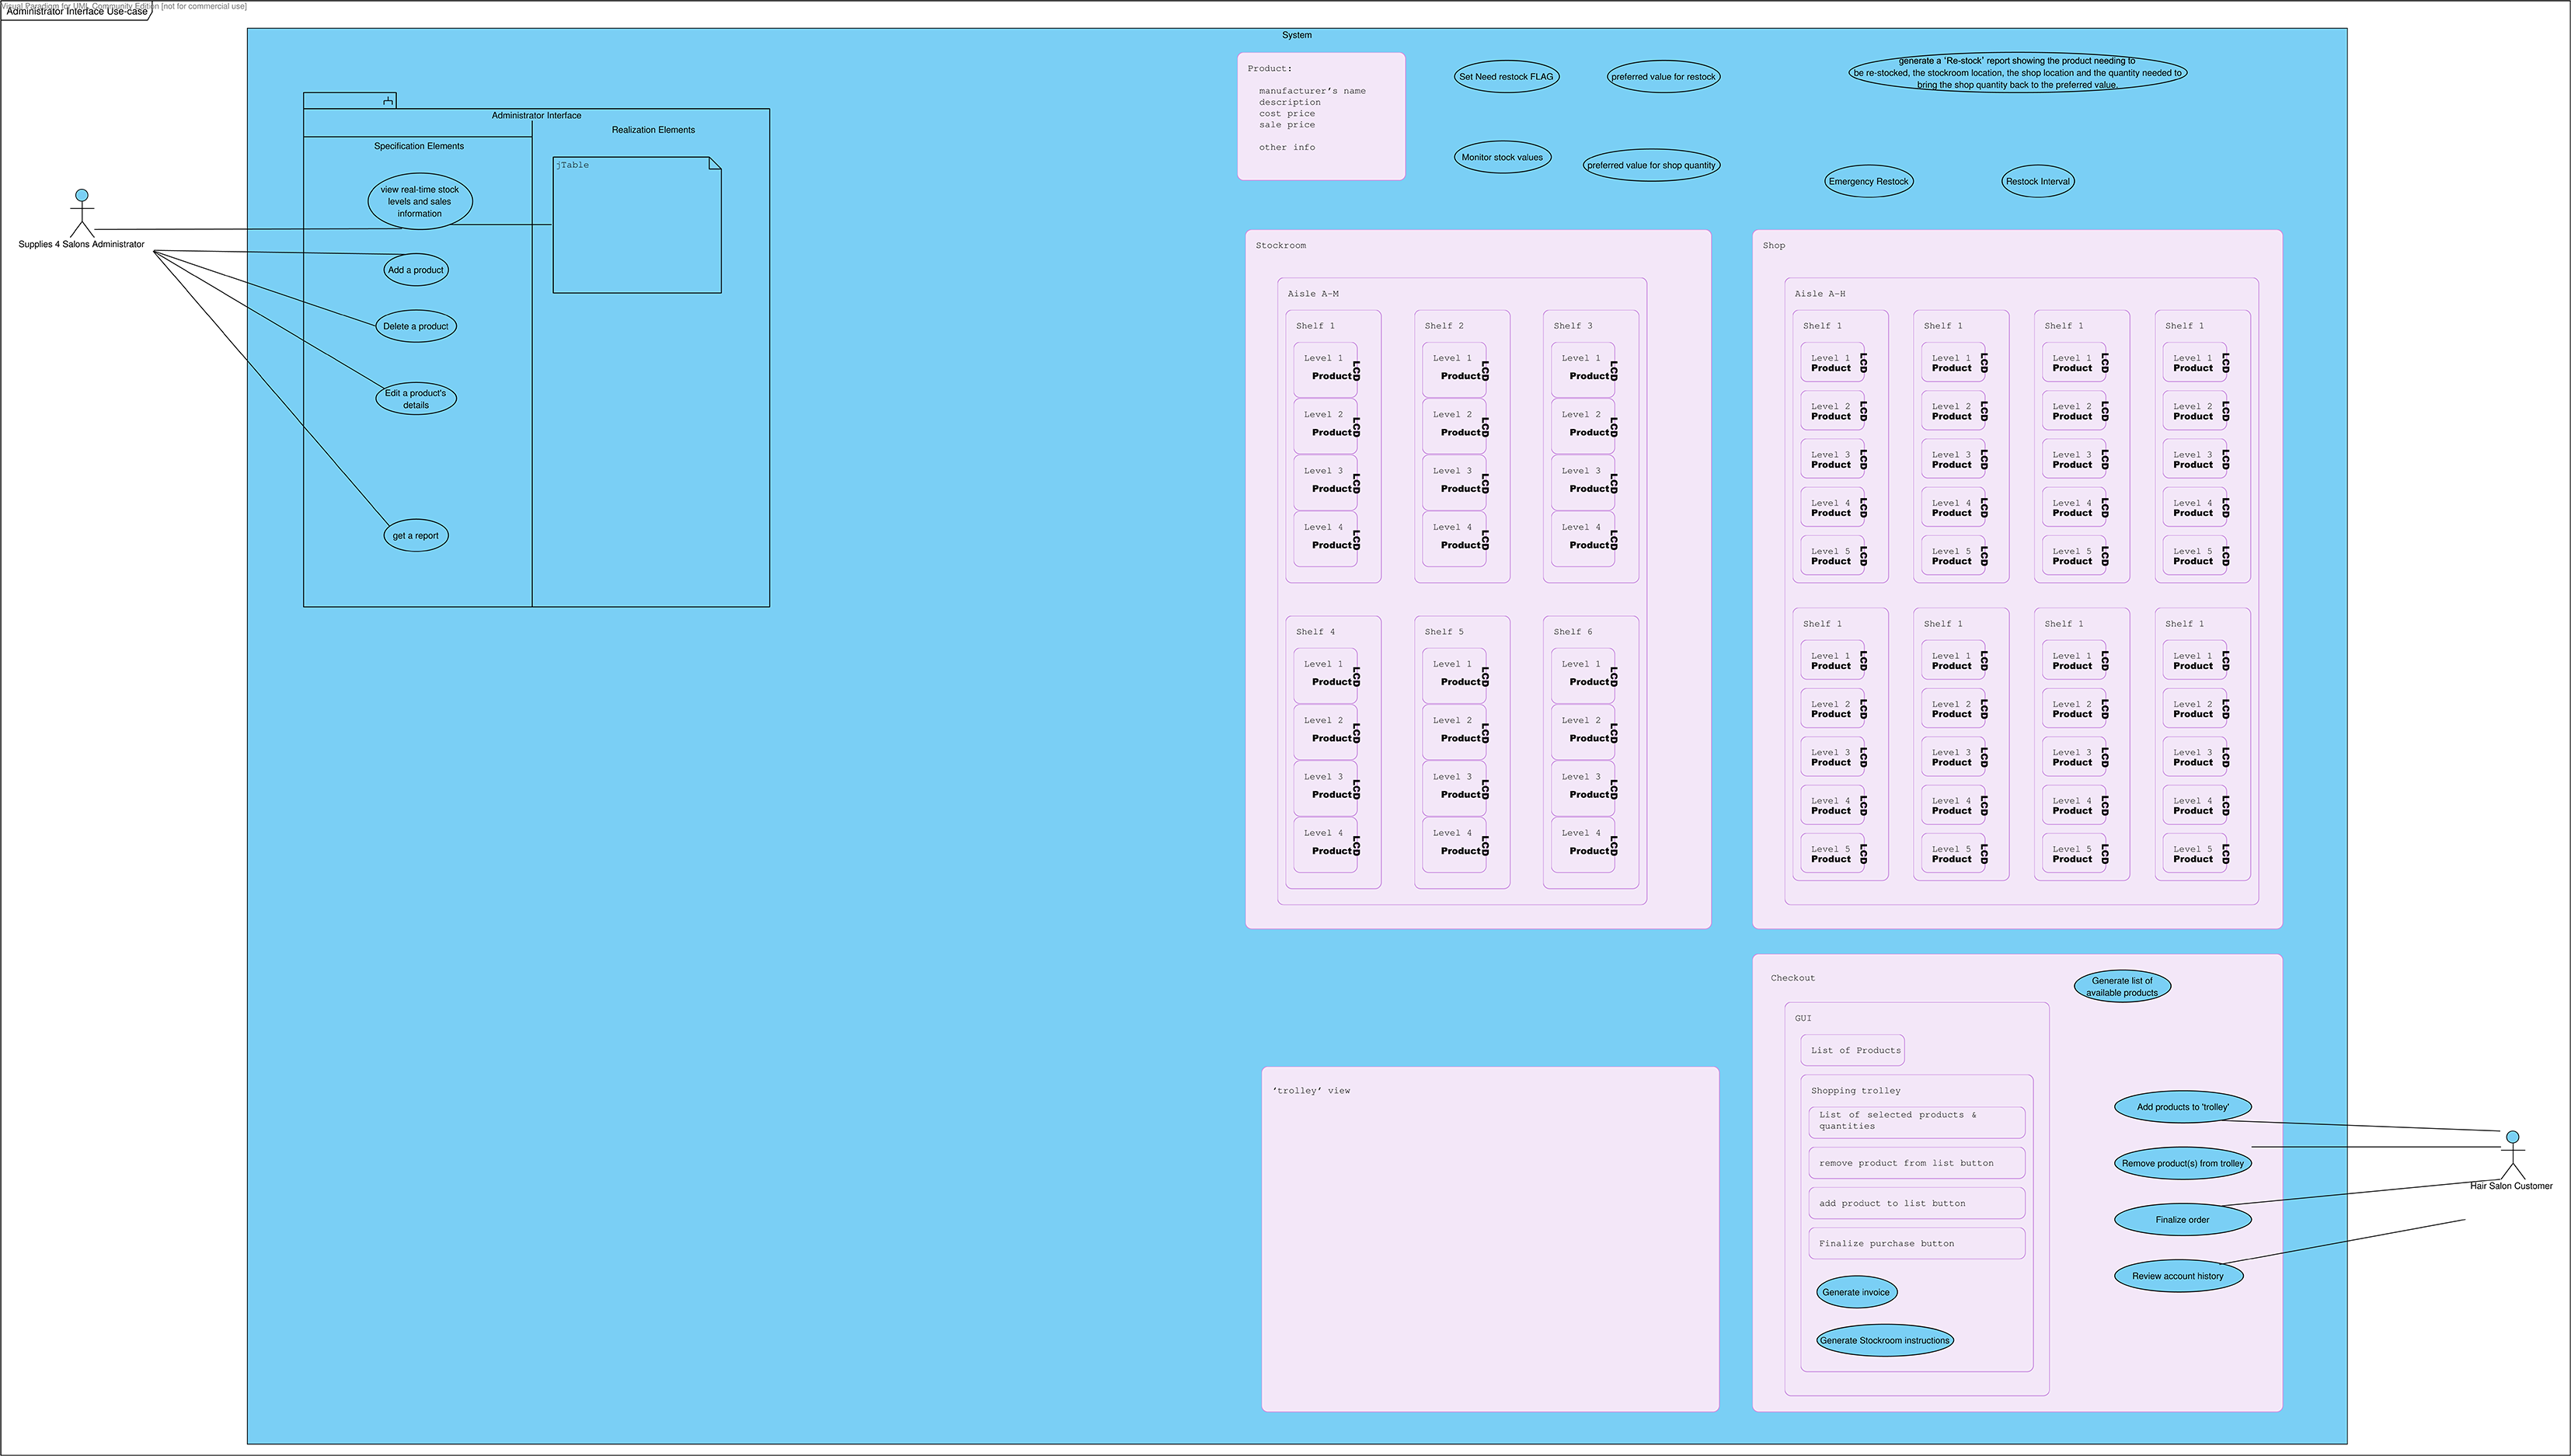 Visual Paradigm for UML Community Edition [not for commercial use]
Administrator Interface Use-case
System
Supplies 4 Salons Administrator
Administrator Interface
Specification Elements
Realization Elements
view real-time stock
levels and sales
information
jTable
Add a product
Delete a product
Edit a product's
details
get a report
Product:
manufacturer's name
description
cost price
sale price
other info
Set Need restock FLAG
preferred value for restock
Monitor stock values
preferred value for shop quantity
generate a 'Re-stock' report showing the product needing to
be re-stocked, the stockroom location, the shop location and the quantity needed to
bring the shop quantity back to the preferred value.
Emergency Restock
Restock Interval
Stockroom
Aisle A-M
Shelf 1
Level 1
Product
LCD
Level 2
Product
LCD
Level 3
Product
LCD
Level 4
Product
LCD
Shelf 2
Level 1
Product
LCD
Level 2
Product
LCD
Level 3
Product
LCD
Level 4
Product
LCD
Shelf 3
Level 1
Product
LCD
Level 2
Product
LCD
Level 3
Product
LCD
Level 4
Product
LCD
Shelf 4
Level 1
Product
LCD
Level 2
Product
LCD
Level 3
Product
LCD
Level 4
Product
LCD
Shelf 5
Level 1
Product
LCD
Level 2
Product
LCD
Level 3
Product
LCD
Level 4
Product
LCD
Shelf 6
Level 1
Product
LCD
Level 2
Product
LCD
Level 3
Product
LCD
Level 4
Product
LCD
Shop
Aisle A-H
Shelf 1
Level 1
Product
LCD
Level 2
Product
LCD
Level 3
Product
LCD
Level 4
Product
LCD
Level 5
Product
LCD
Shelf 1
Level 1
Product
LCD
Level 2
Product
LCD
Level 3
Product
LCD
Level 4
Product
LCD
Level 5
Product
LCD
Shelf 1
Level 1
Product
LCD
Level 2
Product
LCD
Level 3
Product
LCD
Level 4
Product
LCD
Level 5
Product
LCD
Shelf 1
Level 1
Product
LCD
Level 2
Product
LCD
Level 3
Product
LCD
Level 4
Product
LCD
Level 5
Product
LCD
Shelf 1
Level 1
Product
LCD
Level 2
Product
LCD
Level 3
Product
LCD
Level 4
Product
LCD
Level 5
Product
LCD
Shelf 1
Level 1
Product
LCD
Level 2
Product
LCD
Level 3
Product
LCD
Level 4
Product
LCD
Level 5
Product
LCD
Shelf 1
Level 1
Product
LCD
Level 2
Product
LCD
Level 3
Product
LCD
Level 4
Product
LCD
Level 5
Product
LCD
Shelf 1
Level 1
Product
LCD
Level 2
Product
LCD
Level 3
Product
LCD
Level 4
Product
LCD
Level 5
Product
LCD
'trolley' view
Checkout
Generate list of
available products
GUI
List of Products
Shopping trolley
List of selected products &
quantities
remove product from list button
add product to list button
Finalize purchase button
Generate invoice
Generate Stockroom instructions
Add products to 'trolley'
Remove product(s) from trolley
Finalize order
Review account history
Hair Salon Customer